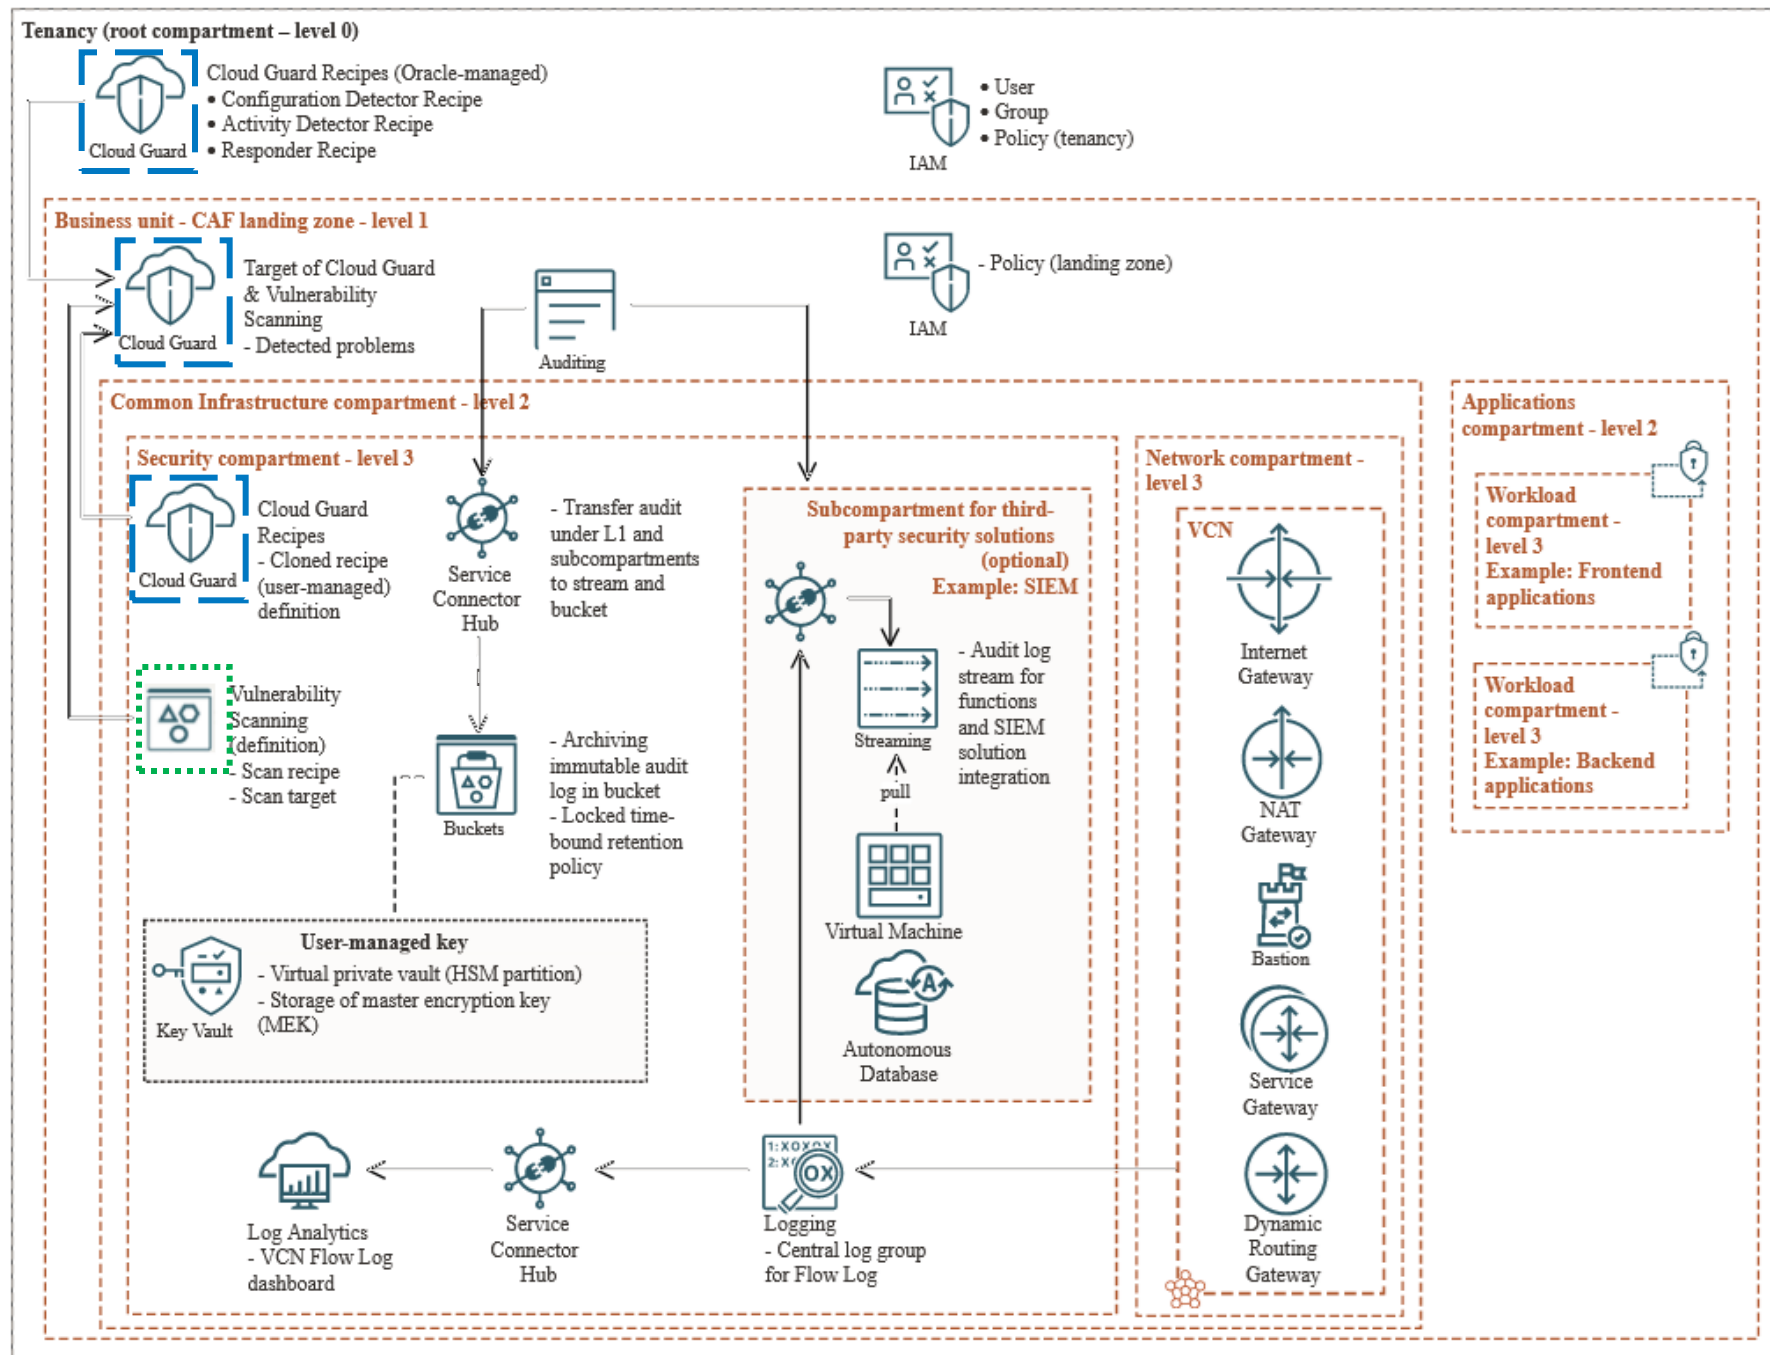 Tenancy (root compartment – level 0)
Cloud Guard
Cloud Guard Recipes (Oracle-managed)
• Configuration Detector Recipe
• Activity Detector Recipe
• Responder Recipe
IAM
• User
• Group
• Policy (tenancy)
Business unit - CAF landing zone - level 1
Cloud Guard
Target of Cloud Guard
& Vulnerability
Scanning
- Detected problems
Auditing
IAM
- Policy (landing zone)
Common Infrastructure compartment - level 2
Security compartment - level 3
Cloud Guard
Cloud Guard
Recipes
- Cloned recipe
(user-managed)
definition
Service
Connector
Hub
- Transfer audit
under L1 and
subcompartments
to stream and
bucket
Vulnerability
Scanning
(definition)
- Scan recipe
- Scan target
Buckets
- Archiving
immutable audit
log in bucket
- Locked time-
bound retention
policy
User-managed key
- Virtual private vault (HSM partition)
- Storage of master encryption key
(MEK)
Key Vault
Subcompartment for third-
party security solutions
(optional)
Example: SIEM
Streaming
- Audit log
stream for
functions
and SIEM
solution
integration
pull
Virtual Machine
A
Autonomous
Database
Log Analytics
- VCN Flow Log
dashboard
Service
Connector
Hub
1:XOXOX
2:X
OX
Logging
- Central log group
for Flow Log
Network compartment -
level 3
VCN
Internet
Gateway
NAT
Gateway
Bastion
Service
Gateway
Dynamic
Routing
Gateway
Applications
compartment - level 2
Workload
compartment -
level 3
Example: Frontend
applications
Workload
compartment -
level 3
Example: Backend
applications